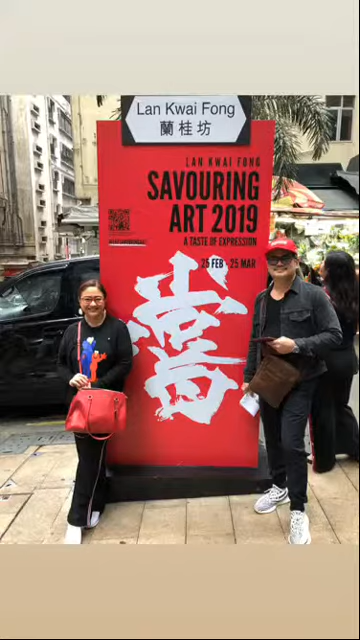 Lan Kwai Fong
蘭桂坊
LAN KWAI FONG
SAVOURING
ART 2019
A TASTE OF EXPRESSION
25 FEB - 25 MAR